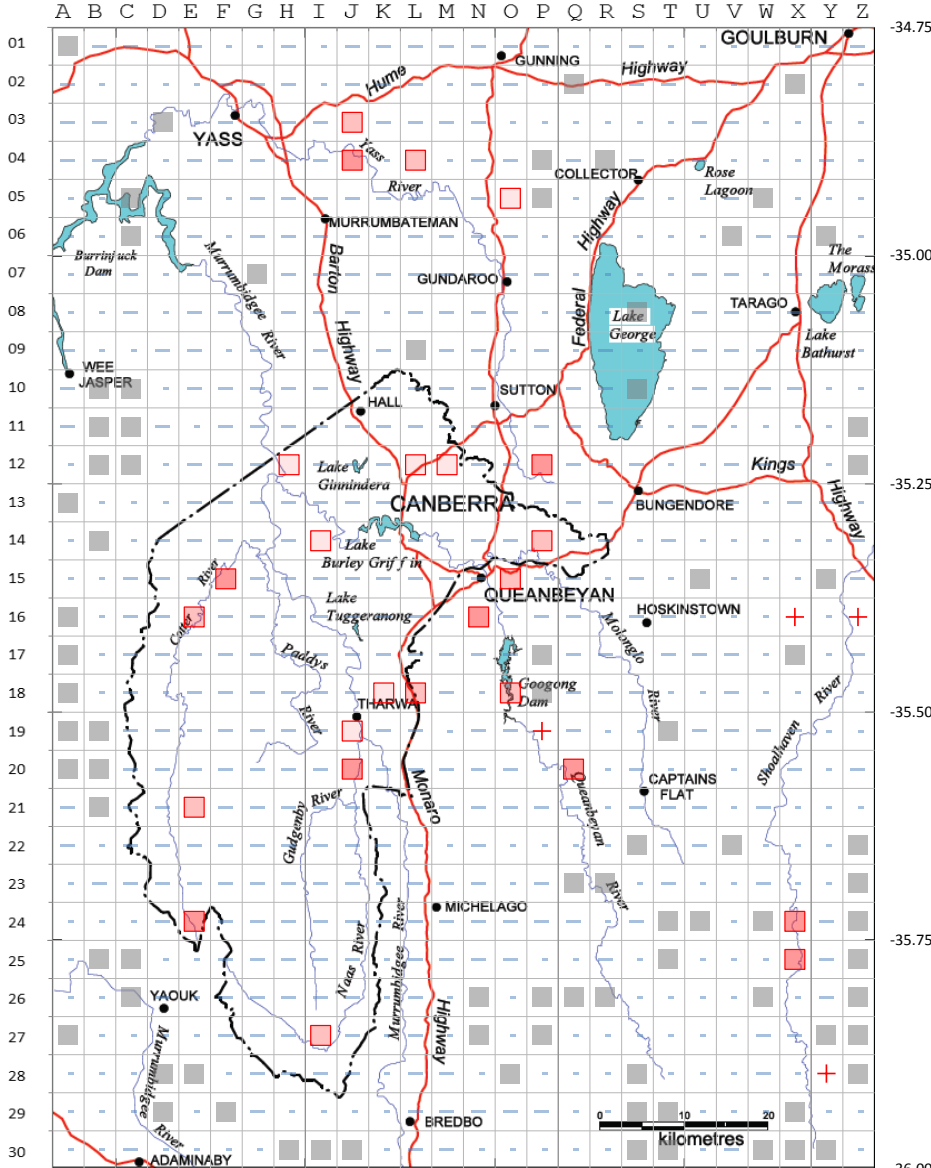 A B C D E F G H I J K L M N O P Q R S T U V W X Y Z
-34.75
01
GOULBURN
GUNNING
02
Hume
Highway
03
YASS
04
Yass
River
COLLECTOR
Rose
Lagoon
05
MURRUMBATEMAN
Highway
06
Burrinjuck
Dam
-35.00
The
Morass
07
Murrumbidgee
River
Barton
Highway
GUNDAROO
Federal
08
Lake
George
TARAGO
Lake
Bathurst
09
WEE
JASPER
10
SUTTON
HALL
11
12
Lake
Ginnindera
Kings
Highway
-35.25
13
CANBERRA
BUNGENDORE
14
Lake
Burley Griffin
15
River
Cotter
QUEANBEYAN
16
Lake
Tuggeranong
HOSKINSTOWN
Molonglo
River
17
Paddys
River
18
Googong
Dam
THARWA
River
Shoalhaven
-35.50
19
20
Monaro
Queanbeyan
River
CAPTAINS
FLAT
21
Gudgenby
River
22
23
24
MICHELAGO
-35.75
25
Naas
River
Murrumbidgee
River
26
YAOUK
Highway
27
Murrumbidgee
River
28
29
BREDBO
0 10 20
kilometres
30
ADAMINABY
-36.00